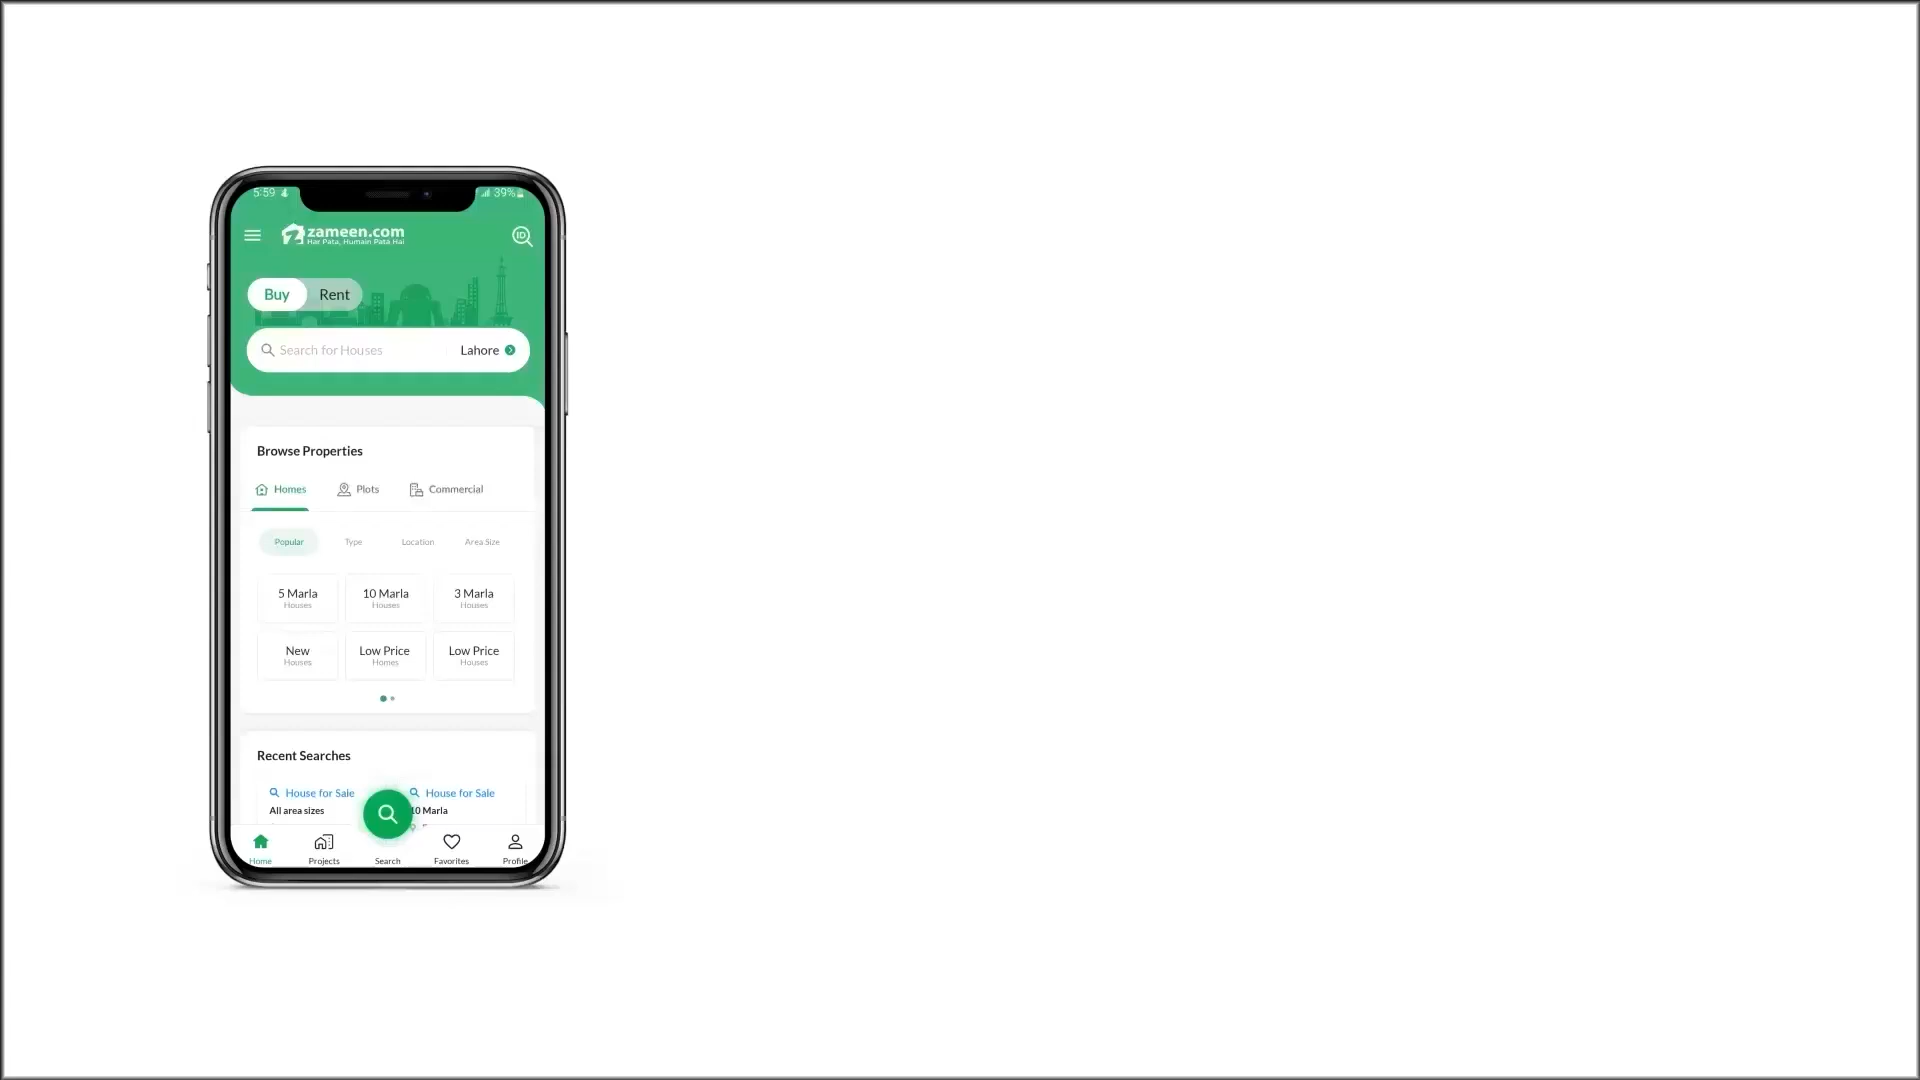 5:59 39%
zameen.com
Har Pata, Humain Pata Hai
ID
Buy Rent
Search for Houses Lahore
Browse Properties
Homes Plots Commercial
Popular Type Location Area Size
5 Marla 10 Marla 3 Marla
Houses Houses Houses
New Low Price Low Price
Houses Homes Houses
Recent Searches
House for Sale House for Sale
All area sizes 10 Marla
Home Projects Search Favorites Profile